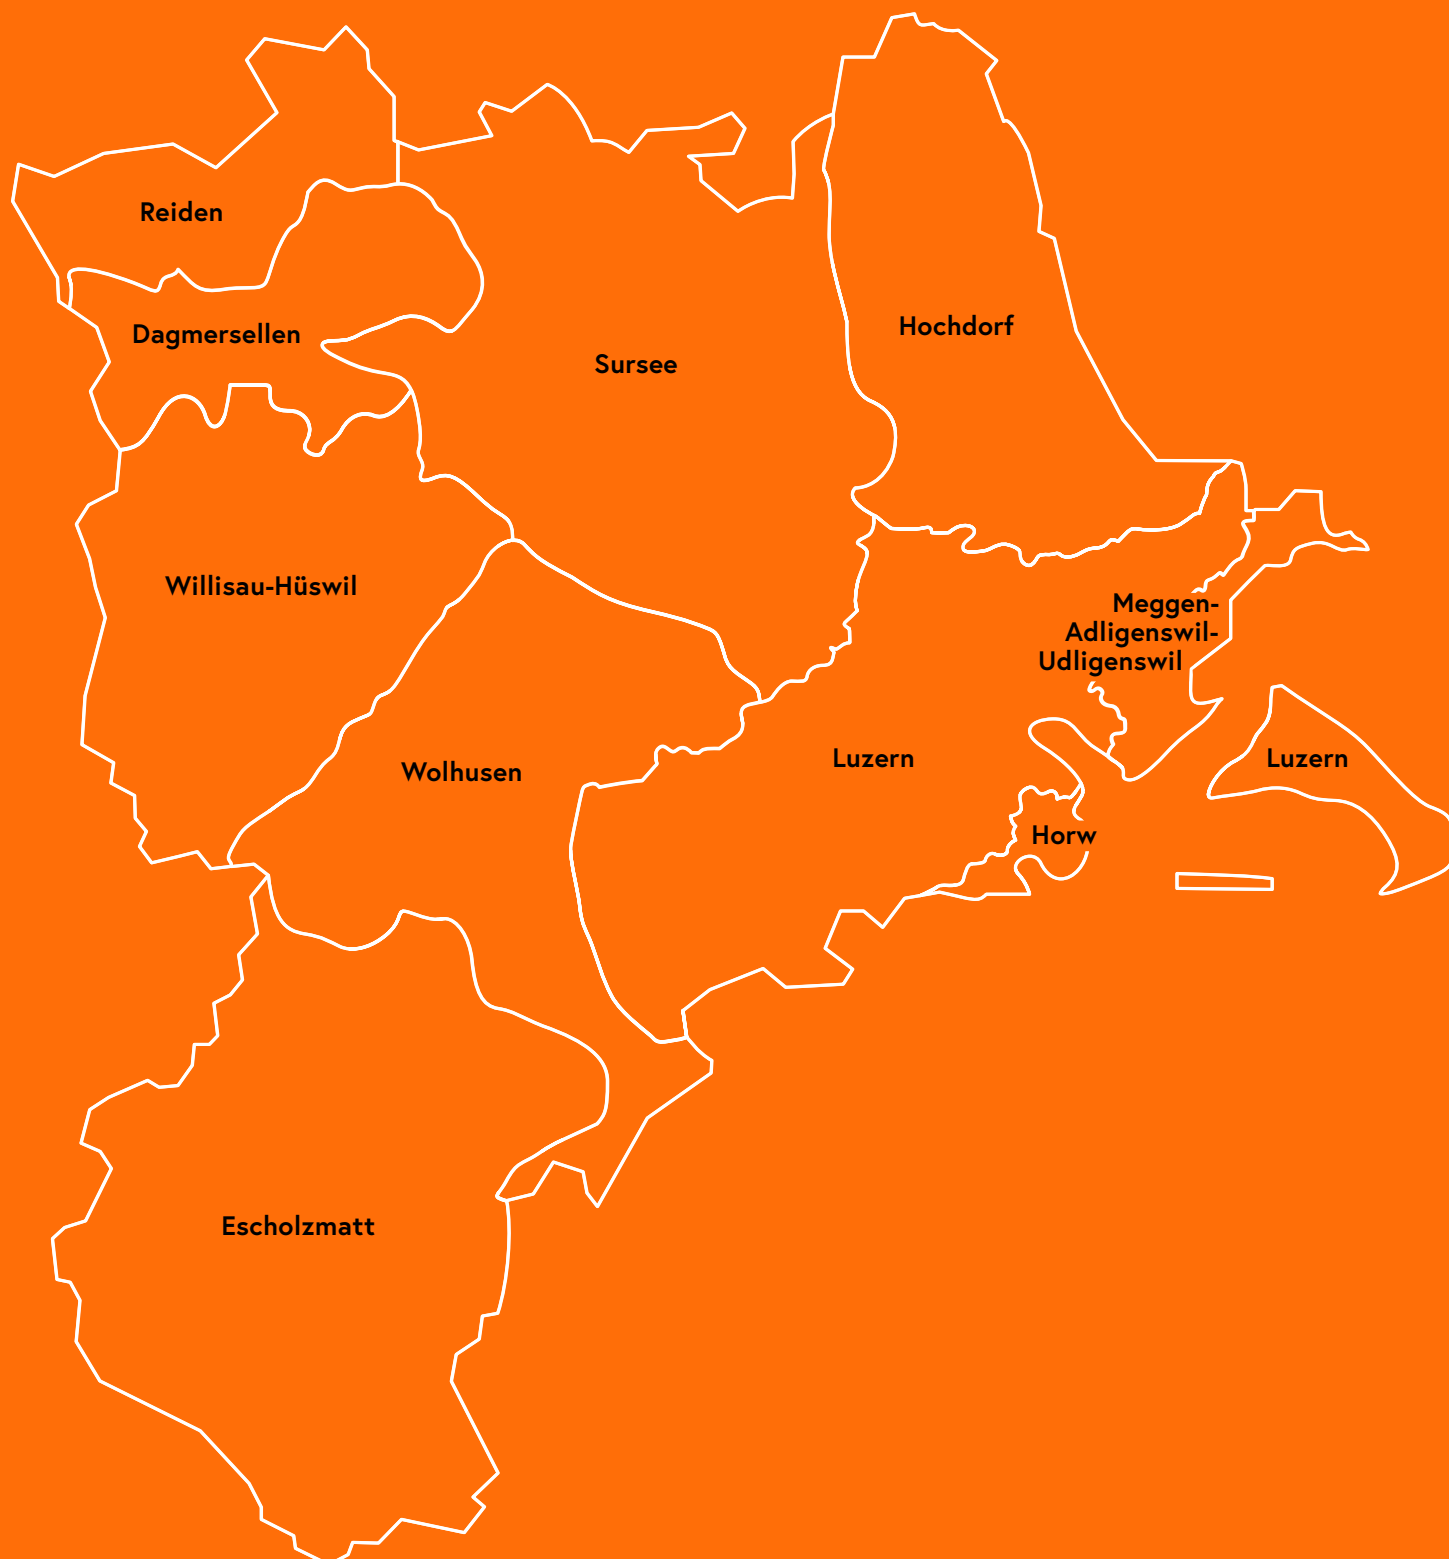 Reiden
Dagmersellen
Hochdorf
Sursee
Willisau-Hüswil
Meggen-
Adligenswil-
Udligenswil
Wolhusen
Luzern
Luzern
Horw
Escholzmatt